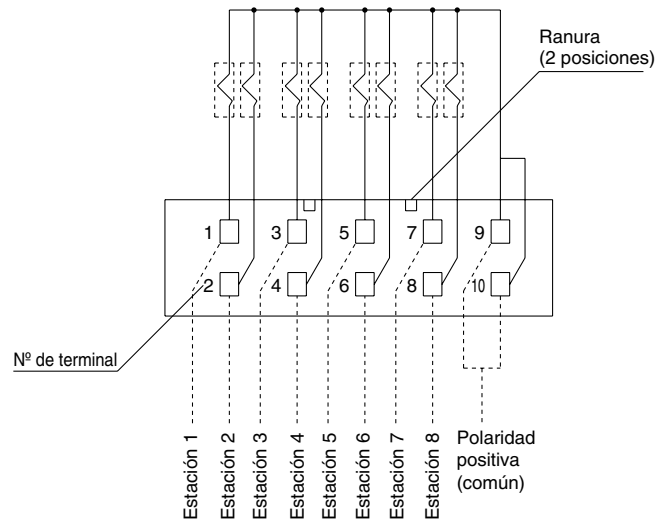 Ranura
(2 posiciones)
1
3
5
7
9
2
4
6
8
10
Nº de terminal
Estación 1
Estación 2
Estación 3
Estación 4
Estación 5
Estación 6
Estación 7
Estación 8
Polaridad
positiva
(común)